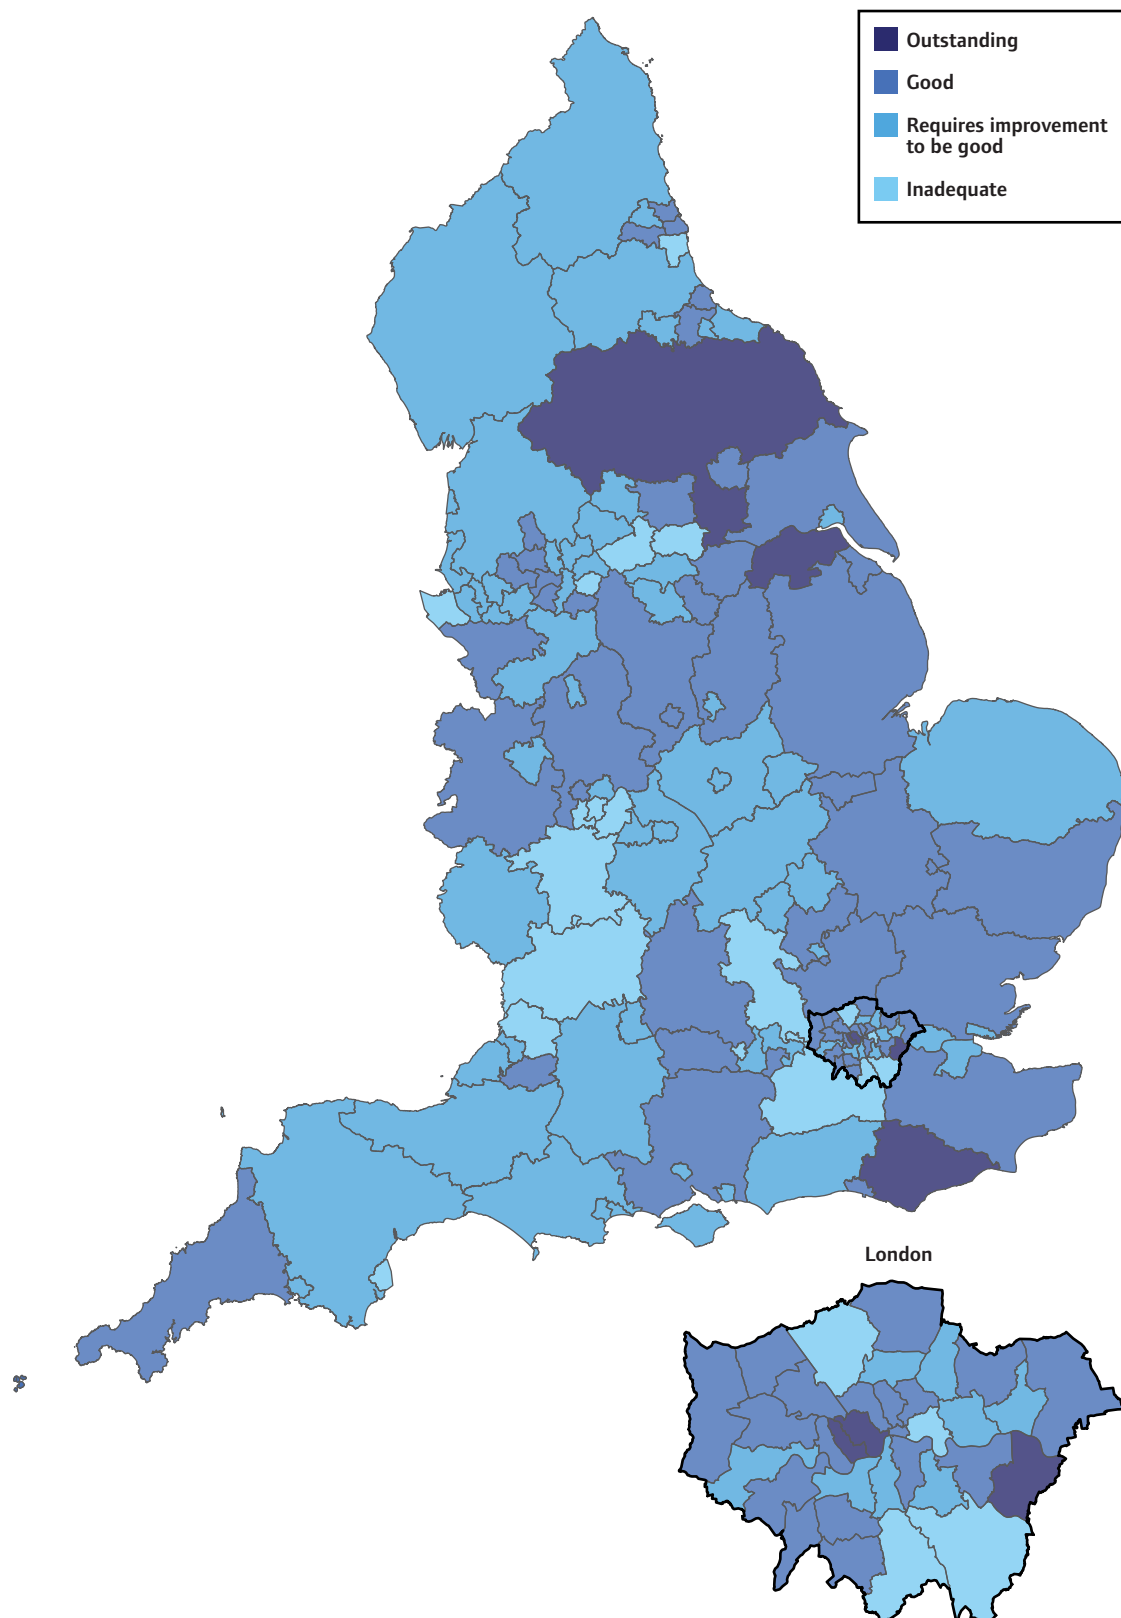 Outstanding
Good
Requires improvement
to be good
Inadequate
London